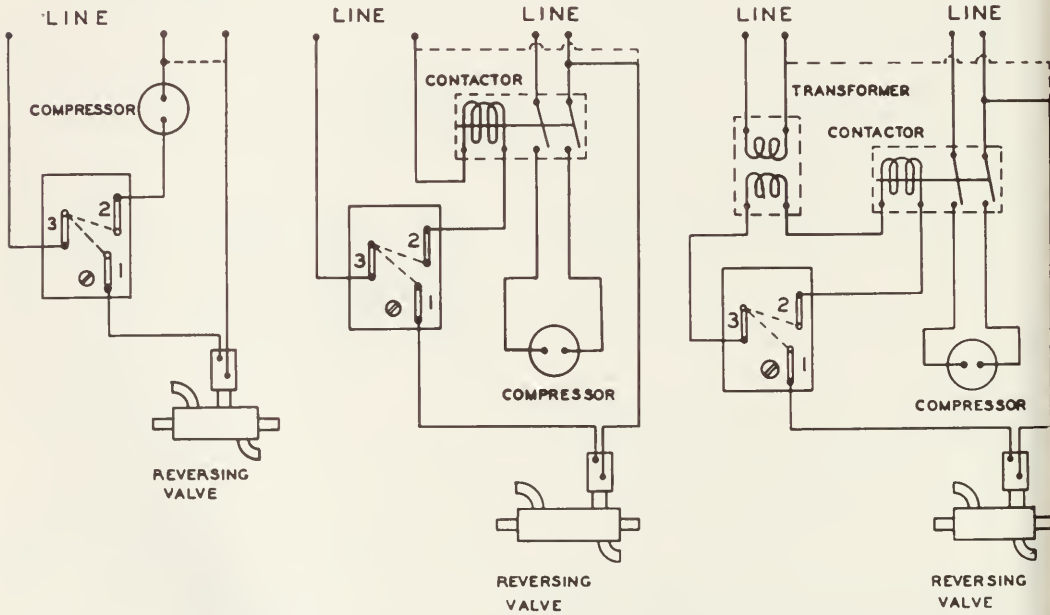 LINE
COMPRESSOR
3
2
1
REVERSING
VALVE
LINE
LINE
CONTACTOR
3
2
1
COMPRESSOR
REVERSING
VALVE
LINE
LINE
TRANSFORMER
CONTACTOR
3
2
1
COMPRESSOR
REVERSING
VALVE